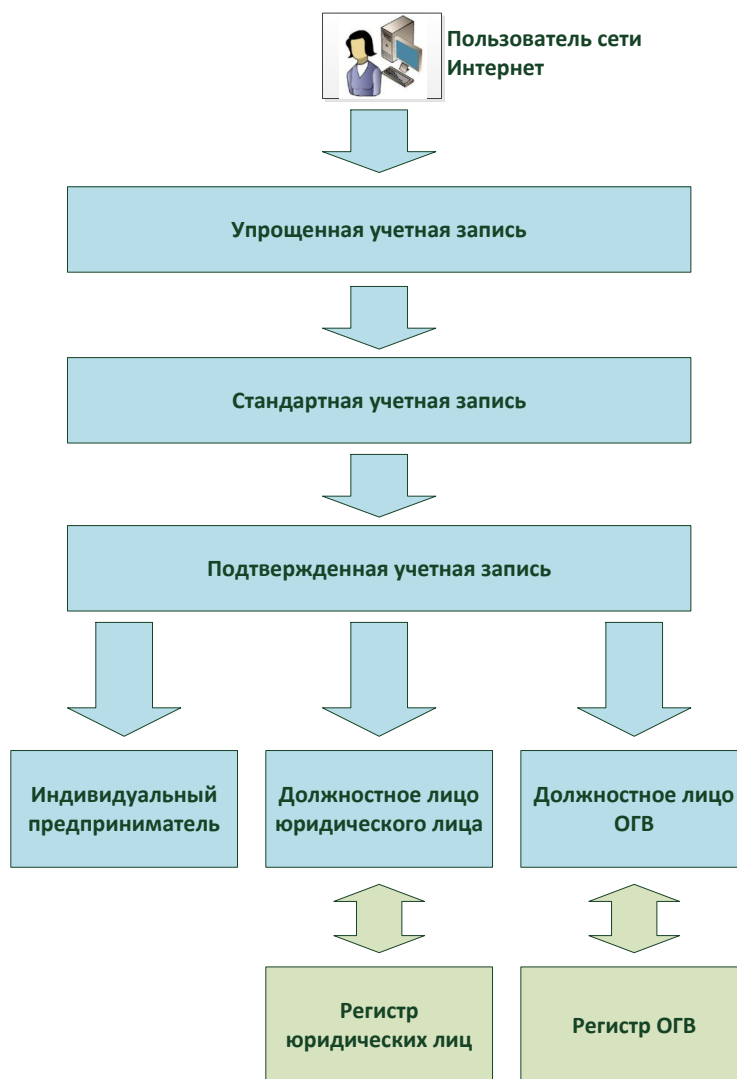 Пользователь сети
Интернет
Упрощенная учетная запись
Стандартная учетная запись
Подтвержденная учетная запись
Индивидуальный
предприниматель
Должностное лицо
юридического лица
Должностное лицо
ОГВ
Регистр
юридических лиц
Регистр ОГВ